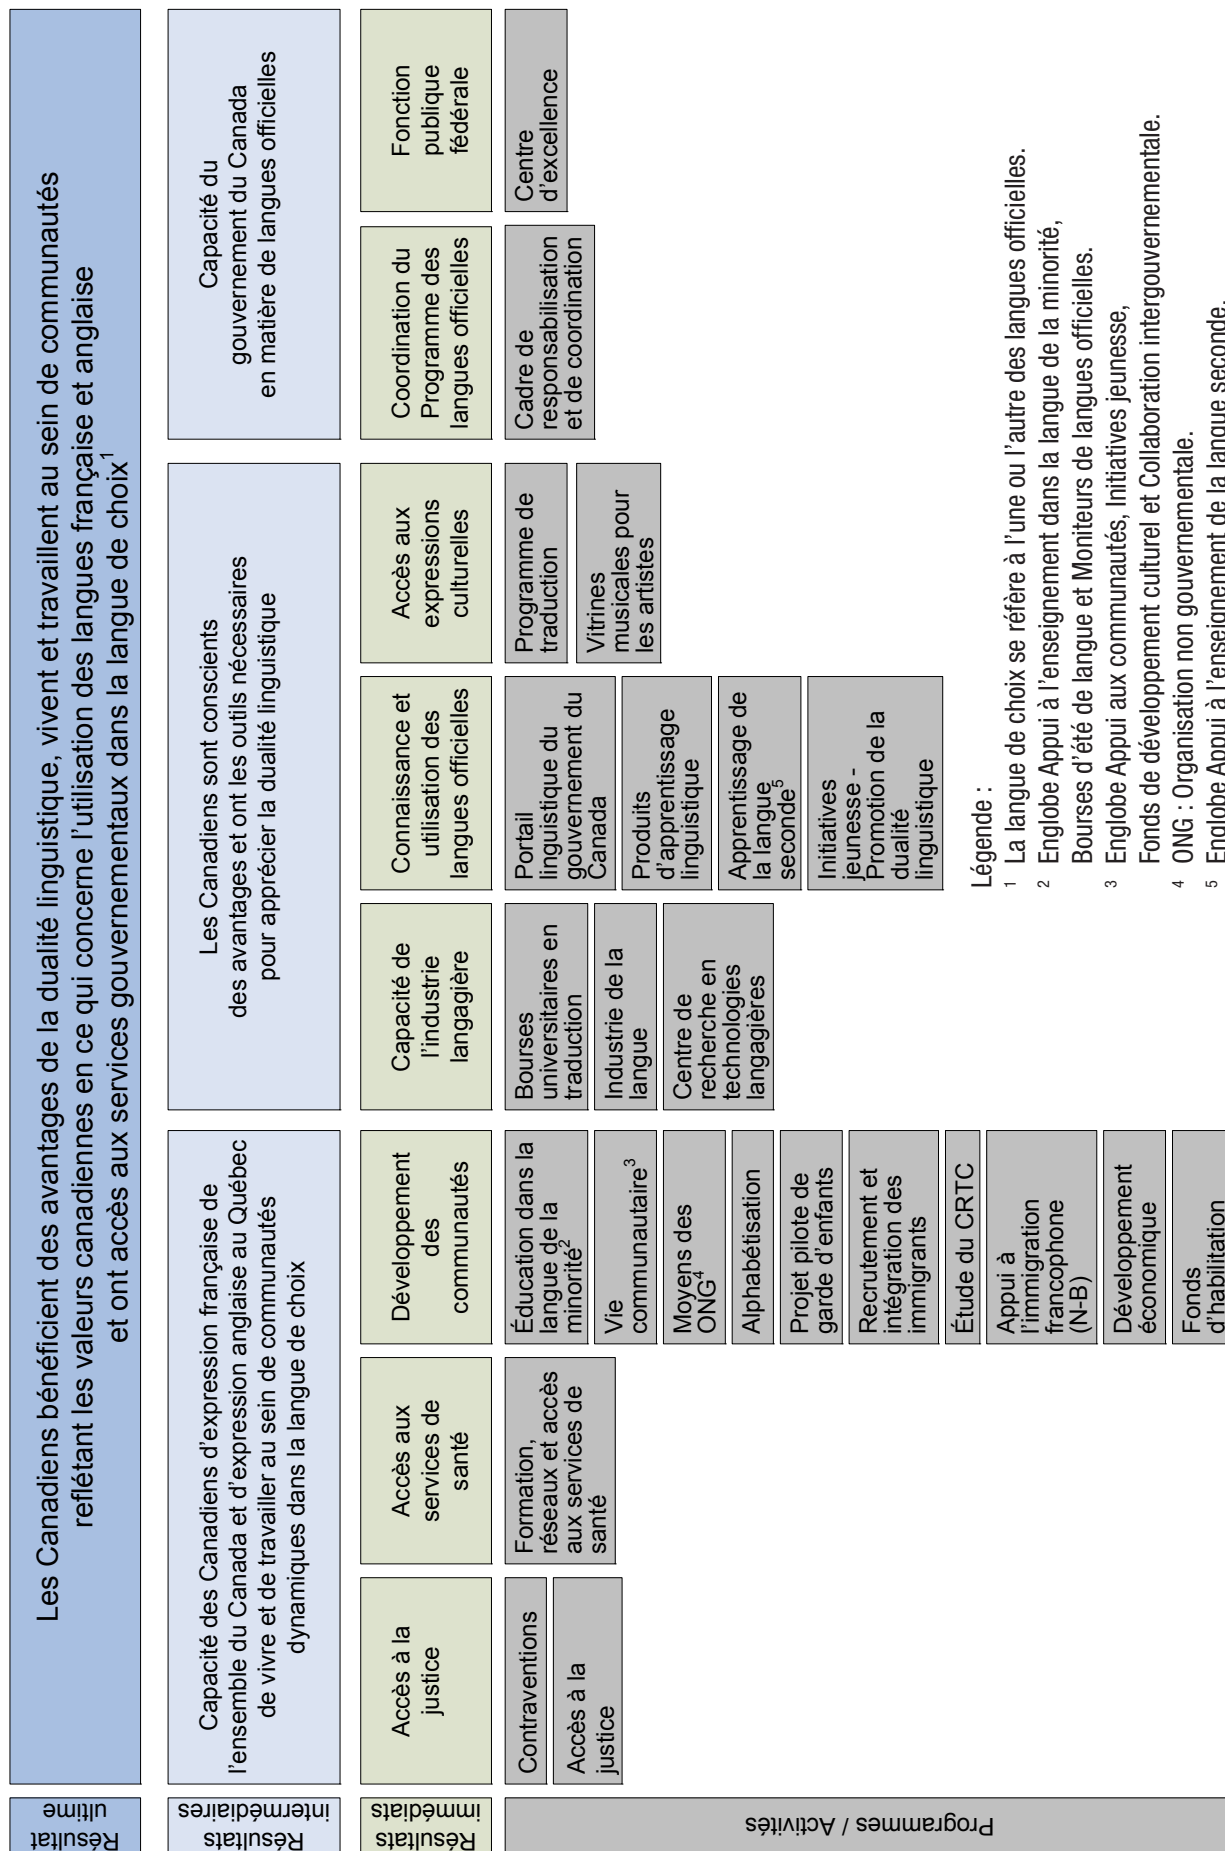 Résultat
ultime
Les Canadiens bénéficient des avantages de la dualité linguistique, vivent et travaillent au sein de communautés
reflétant les valeurs canadiennes en ce qui concerne l'utilisation des langues française et anglaise
et ont accès aux services gouvernementaux dans la langue de choix¹
Résultats
intermédiaires
Capacité des Canadiens d'expression française de
l'ensemble du Canada et d'expression anglaise au Québec
de vivre et de travailler au sein de communautés
dynamiques dans la langue de choix
Les Canadiens sont conscients
des avantages et ont les outils nécessaires
pour apprécier la dualité linguistique
Capacité du
gouvernement du Canada
en matière de langues officielles
Résultats
immédiats
Accès à la
justice
Accès aux
services de
santé
Développement
des
communautés
Capacité de
l'industrie
langagière
Connaissance et
utilisation des
langues officielles
Accès aux
expressions
culturelles
Coordination du
Programme des
langues officielles
Fonction
publique
fédérale
Programmes / Activités
Contraventions
Accès à la
justice
Formation,
réseaux et accès
aux services de
santé
Éducation dans la
langue de la
minorité²
Vie
communautaire³
Moyens des
ONG⁴
Alphabétisation
Projet pilote de
garde d'enfants
Recrutement et
intégration des
immigrants
Étude du CRTC
Appui à
l'immigration
francophone
(N-B)
Développement
économique
Fonds
d'habilitation
Bourses
universitaires en
traduction
Industrie de la
langue
Centre de
recherche en
technologies
langagières
Portail
linguistique du
gouvernement du
Canada
Produits
d'apprentissage
linguistique
Apprentissage de
la langue
seconde⁵
Initiatives
jeunesse -
Promotion de la
dualité
linguistique
Programme de
traduction
Vitrines
musicales pour
les artistes
Cadre de
responsabilisation
et de coordination
Centre
d'excellence
Légende :
¹ La langue de choix se réfère à l'une ou l'autre des langues officielles.
² Englobe Appui à l'enseignement dans la langue de la minorité,
Bourses d'été de langue et Moniteurs de langues officielles.
³ Englobe Appui aux communautés, Initiatives jeunesse,
Fonds de développement culturel et Collaboration intergouvernementale.
⁴ ONG : Organisation non gouvernementale.
⁵ Englobe Appui à l'enseignement de la langue seconde.